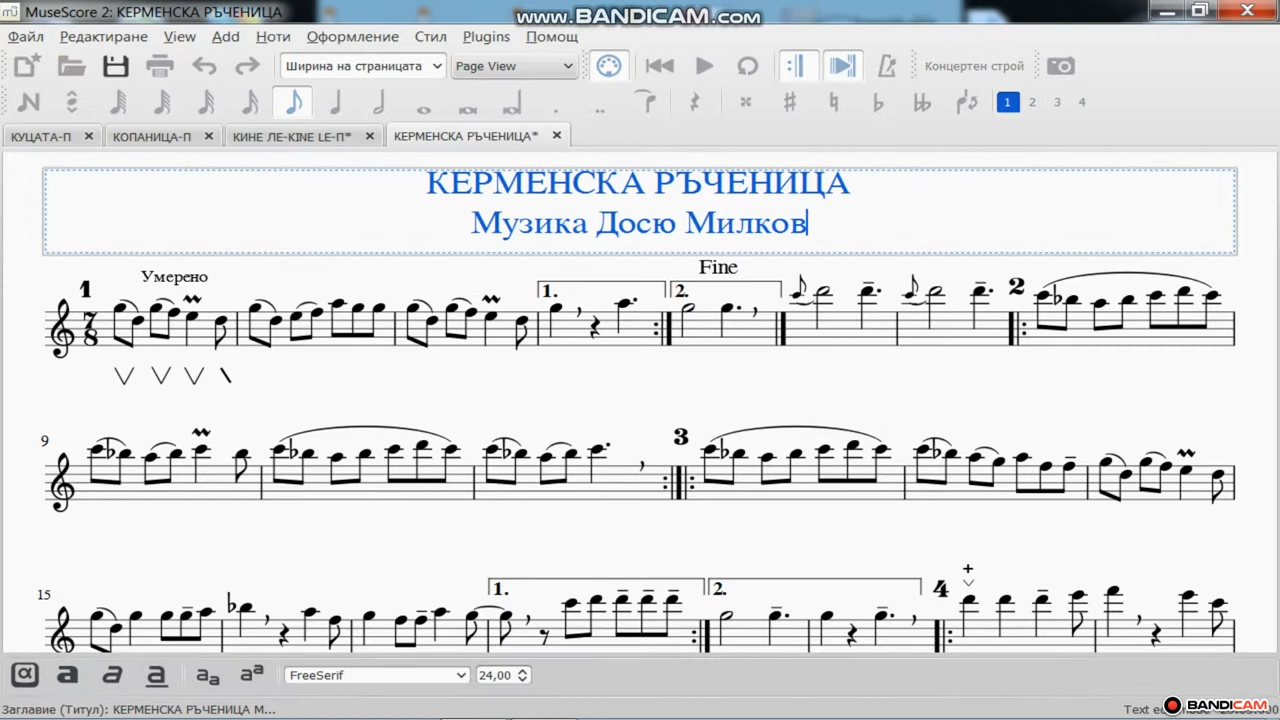 MuseScore 2: КЕРМЕНСКА РЪЧЕНИЦА
www.BANDICAM.com
Файл Редактиране View Add Ноти Оформление Стил Plugins Помощ
Ширина на страницата Page View Концертен строй
1 2 3 4
КУЦАТА-П КОПАНИЦА-П КИНЕ ЛЕ-KINE LE-П* КЕРМЕНСКА РЪЧЕНИЦА*
КЕРМЕНСКА РЪЧЕНИЦА
Музика Досю Милков
1 Умерено 1. 2. Fine 2
7
8
9 3
15 1. 2. 4
FreeSerif 24,00
Заглавие (Титул): КЕРМЕНСКА РЪЧЕНИЦА М...
BANDICAM